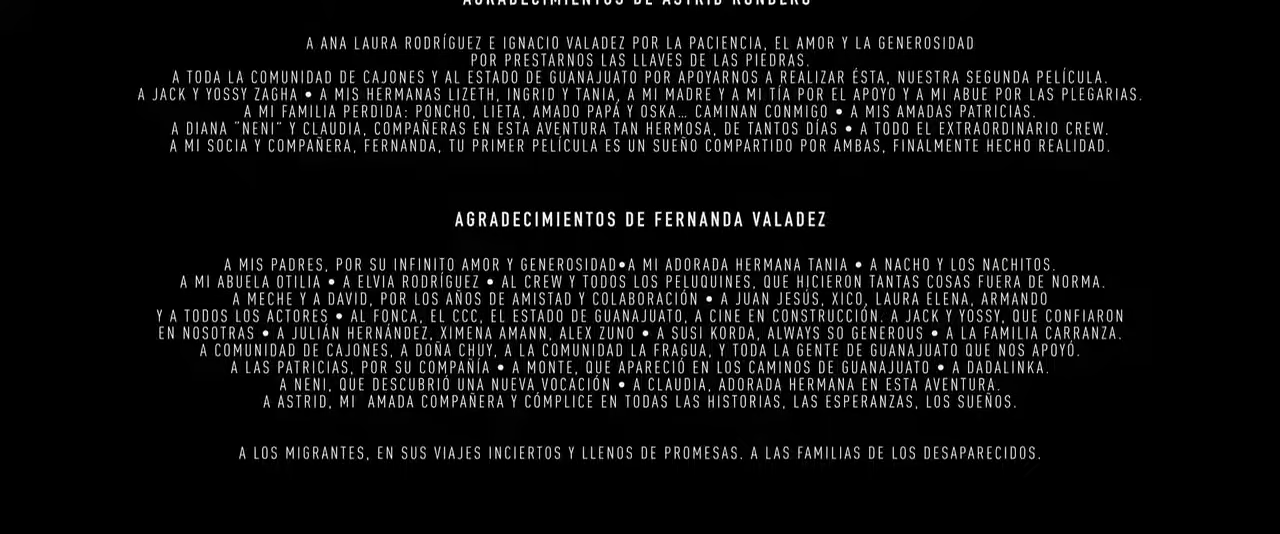 AGRADECIMIENTOS DE ASTRID RONDERO
A ANA LAURA RODRÍGUEZ E IGNACIO VALADEZ POR LA PACIENCIA, EL AMOR Y LA GENEROSIDAD
POR PRESTARNOS LAS LLAVES DE LAS PIEDRAS.
A TODA LA COMUNIDAD DE CAJONES Y AL ESTADO DE GUANAJUATO POR APOYARNOS A REALIZAR ÉSTA, NUESTRA SEGUNDA PELÍCULA.
A JACK Y YOSSY ZAGHA • A MIS HERMANAS LIZETH, INGRID Y TANIA, A MI MADRE Y A MI TÍA POR EL APOYO Y A MI ABUE POR LAS PLEGARIAS.
A MI FAMILIA PERDIDA: PONCHO, LIETA, AMADO PAPÁ Y OSKA... CAMINAN CONMIGO • A MIS AMADAS PATRICIAS.
A DIANA "NENI" Y CLAUDIA, COMPAÑERAS EN ESTA AVENTURA TAN HERMOSA, DE TANTOS DÍAS • A TODO EL EXTRAORDINARIO CREW.
A MI SOCIA Y COMPAÑERA, FERNANDA, TU PRIMER PELÍCULA ES UN SUEÑO COMPARTIDO POR AMBAS, FINALMENTE HECHO REALIDAD.
AGRADECIMIENTOS DE FERNANDA VALADEZ
A MIS PADRES, POR SU INFINITO AMOR Y GENEROSIDAD•A MI ADORADA HERMANA TANIA • A NACHO Y LOS NACHITOS.
A MI ABUELA OTILIA • A ELVIA RODRÍGUEZ • AL CREW Y TODOS LOS PELUQUINES, QUE HICIERON TANTAS COSAS FUERA DE NORMA.
A MECHE Y A DAVID, POR LOS AÑOS DE AMISTAD Y COLABORACIÓN • A JUAN JESÚS, XICO, LAURA ELENA, ARMANDO
Y A TODOS LOS ACTORES • AL FONCA, EL CCC, EL ESTADO DE GUANAJUATO, A CINE EN CONSTRUCCIÓN. A JACK Y YOSSY, QUE CONFIARON
EN NOSOTRAS • A JULIÁN HERNÁNDEZ, XIMENA AMANN, ALEX ZUNO • A SUSI KORDA, ALWAYS SO GENEROUS • A LA FAMILIA CARRANZA.
A COMUNIDAD DE CAJONES, A DOÑA CHUY, A LA COMUNIDAD LA FRAGUA, Y TODA LA GENTE DE GUANAJUATO QUE NOS APOYÓ.
A LAS PATRICIAS, POR SU COMPAÑÍA • A MONTE, QUE APARECIÓ EN LOS CAMINOS DE GUANAJUATO • A DADALINKA.
A NENI, QUE DESCUBRIÓ UNA NUEVA VOCACIÓN • A CLAUDIA, ADORADA HERMANA EN ESTA AVENTURA.
A ASTRID, MI AMADA COMPAÑERA Y CÓMPLICE EN TODAS LAS HISTORIAS, LAS ESPERANZAS, LOS SUEÑOS.
A LOS MIGRANTES, EN SUS VIAJES INCIERTOS Y LLENOS DE PROMESAS. A LAS FAMILIAS DE LOS DESAPARECIDOS.